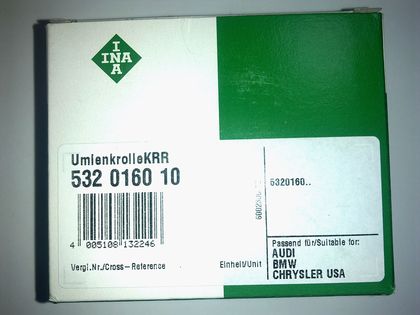 INA
UmlenkrolleKRR
532 0160 10
4 005108 132246
Vergl.Nr./Cross- Reference
Einheit/Unit
5320160..
Passend für/Suitable for:
AUDI
BMW
CHRYSLER USA